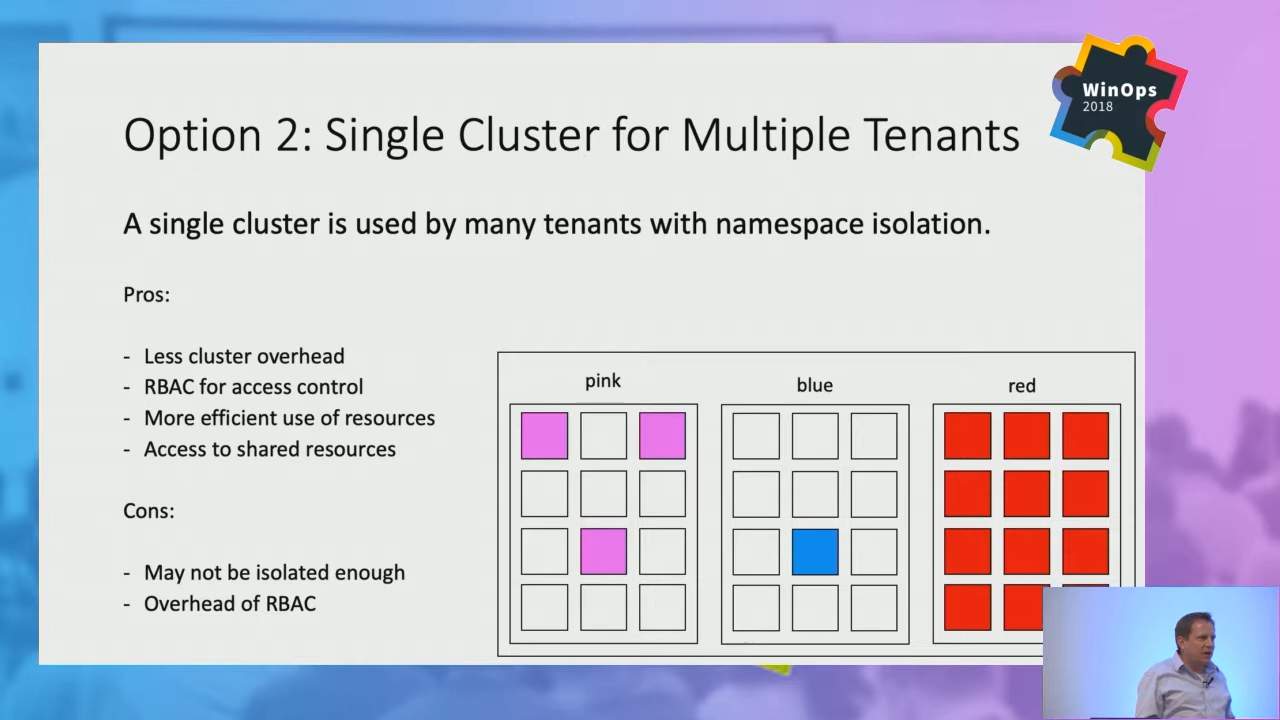 WinOps
2018
Option 2: Single Cluster for Multiple Tenants
A single cluster is used by many tenants with namespace isolation.
Pros:
- Less cluster overhead
- RBAC for access control
- More efficient use of resources
- Access to shared resources
Cons:
- May not be isolated enough
- Overhead of RBAC
pink
blue
red